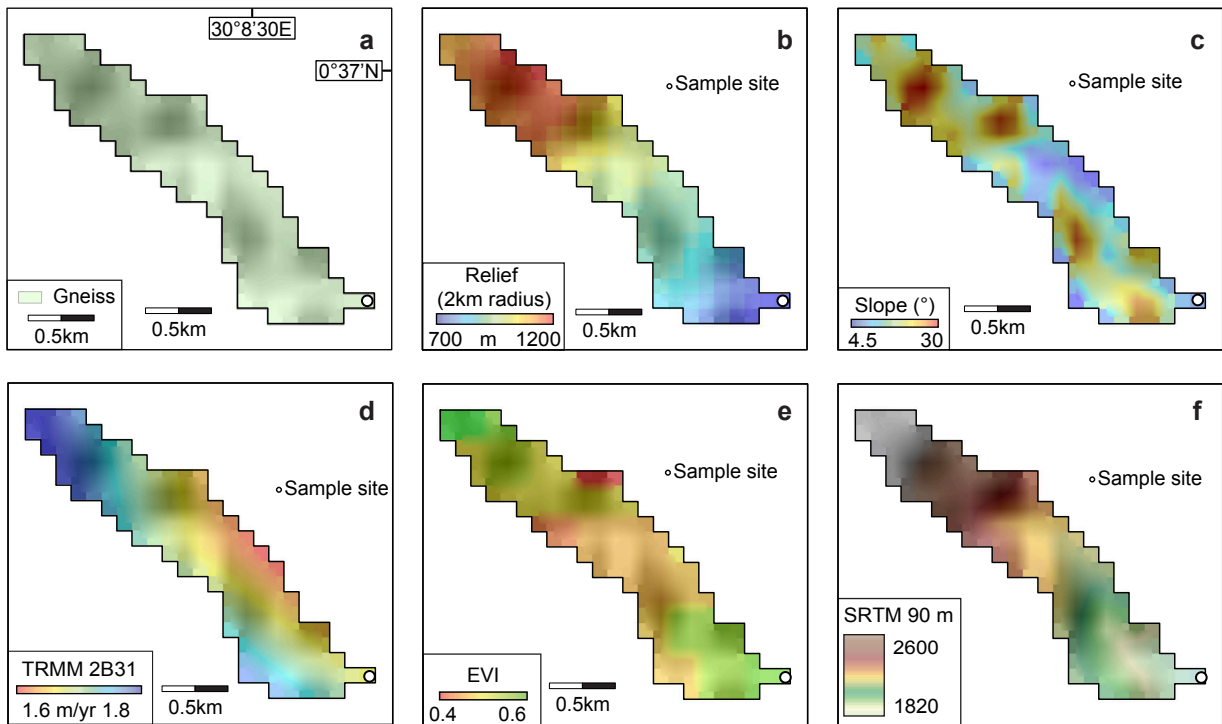 a
30°8’30E
0°37’N
Gneiss
0.5km
b
Sample site
Relief
(2km radius)
700 m 1200
0.5km
c
Sample site
Slope (°)
4.5 30
0.5km
d
Sample site
TRMM 2B31
1.6 m/yr 1.8
0.5km
e
Sample site
EVI
0.4 0.6
0.5km
f
Sample site
SRTM 90 m
2600
1820
0.5km